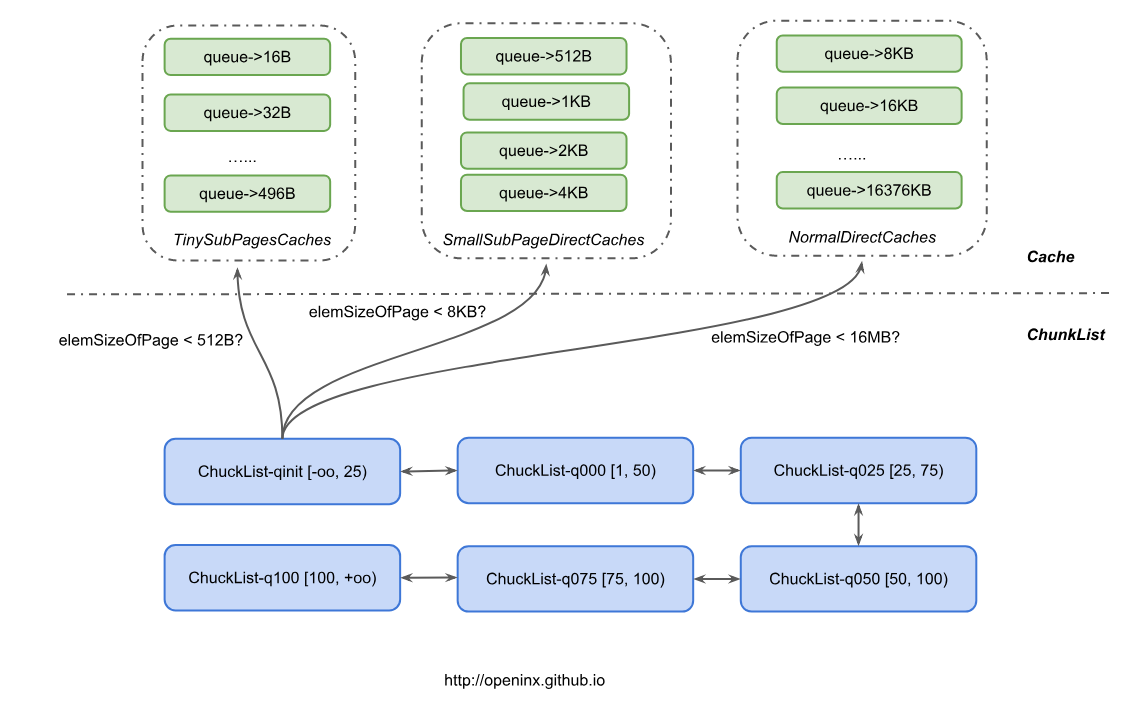 queue->16B
queue->32B
…...
queue->496B
TinySubPagesCaches
queue->512B
queue->1KB
queue->2KB
queue->4KB
SmallSubPageDirectCaches
queue->8KB
queue->16KB
…...
queue->16376KB
NormalDirectCaches
Cache
elemSizeOfPage < 512B?
elemSizeOfPage < 8KB?
elemSizeOfPage < 16MB?
ChunkList
ChuckList-qinit [-oo, 25)
ChuckList-q000 [1, 50)
ChuckList-q025 [25, 75)
ChuckList-q100 [100, +oo)
ChuckList-q075 [75, 100)
ChuckList-q050 [50, 100)
http://openinx.github.io